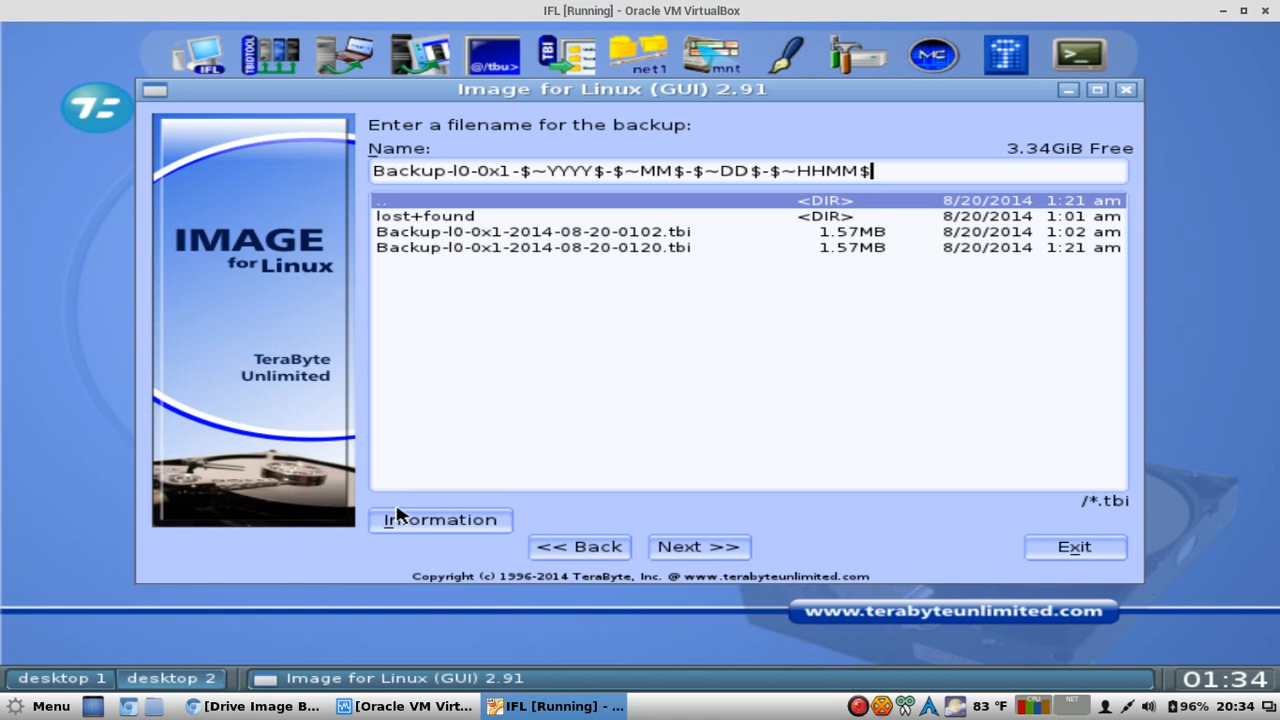 IFL [Running] - Oracle VM VirtualBox
IFL
TBIDTOOL
@/tbu>
TBI
net1
mnt
MC
T
>_
Image for Linux (GUI) 2.91
Enter a filename for the backup:
Name: 3.34GiB Free
Backup-l0-0x1-$~YYYY$-$~MM$-$~DD$-$~HHMM$
.. <DIR> 8/20/2014 1:21 am
lost+found <DIR> 8/20/2014 1:01 am
Backup-l0-0x1-2014-08-20-0102.tbi 1.57MB 8/20/2014 1:02 am
Backup-l0-0x1-2014-08-20-0120.tbi 1.57MB 8/20/2014 1:21 am
IMAGE
for Linux
TeraByte
Unlimited
/*.tbi
Information
<< Back Next >> Exit
Copyright (c) 1996-2014 TeraByte, Inc. @ www.terabyteunlimited.com
www.terabyteunlimited.com
desktop 1 desktop 2 Image for Linux (GUI) 2.91 01:34
Menu [Drive Image B... [Oracle VM Virt... IFL [Running] - ... 83 °F CPU NET 96% 20:34